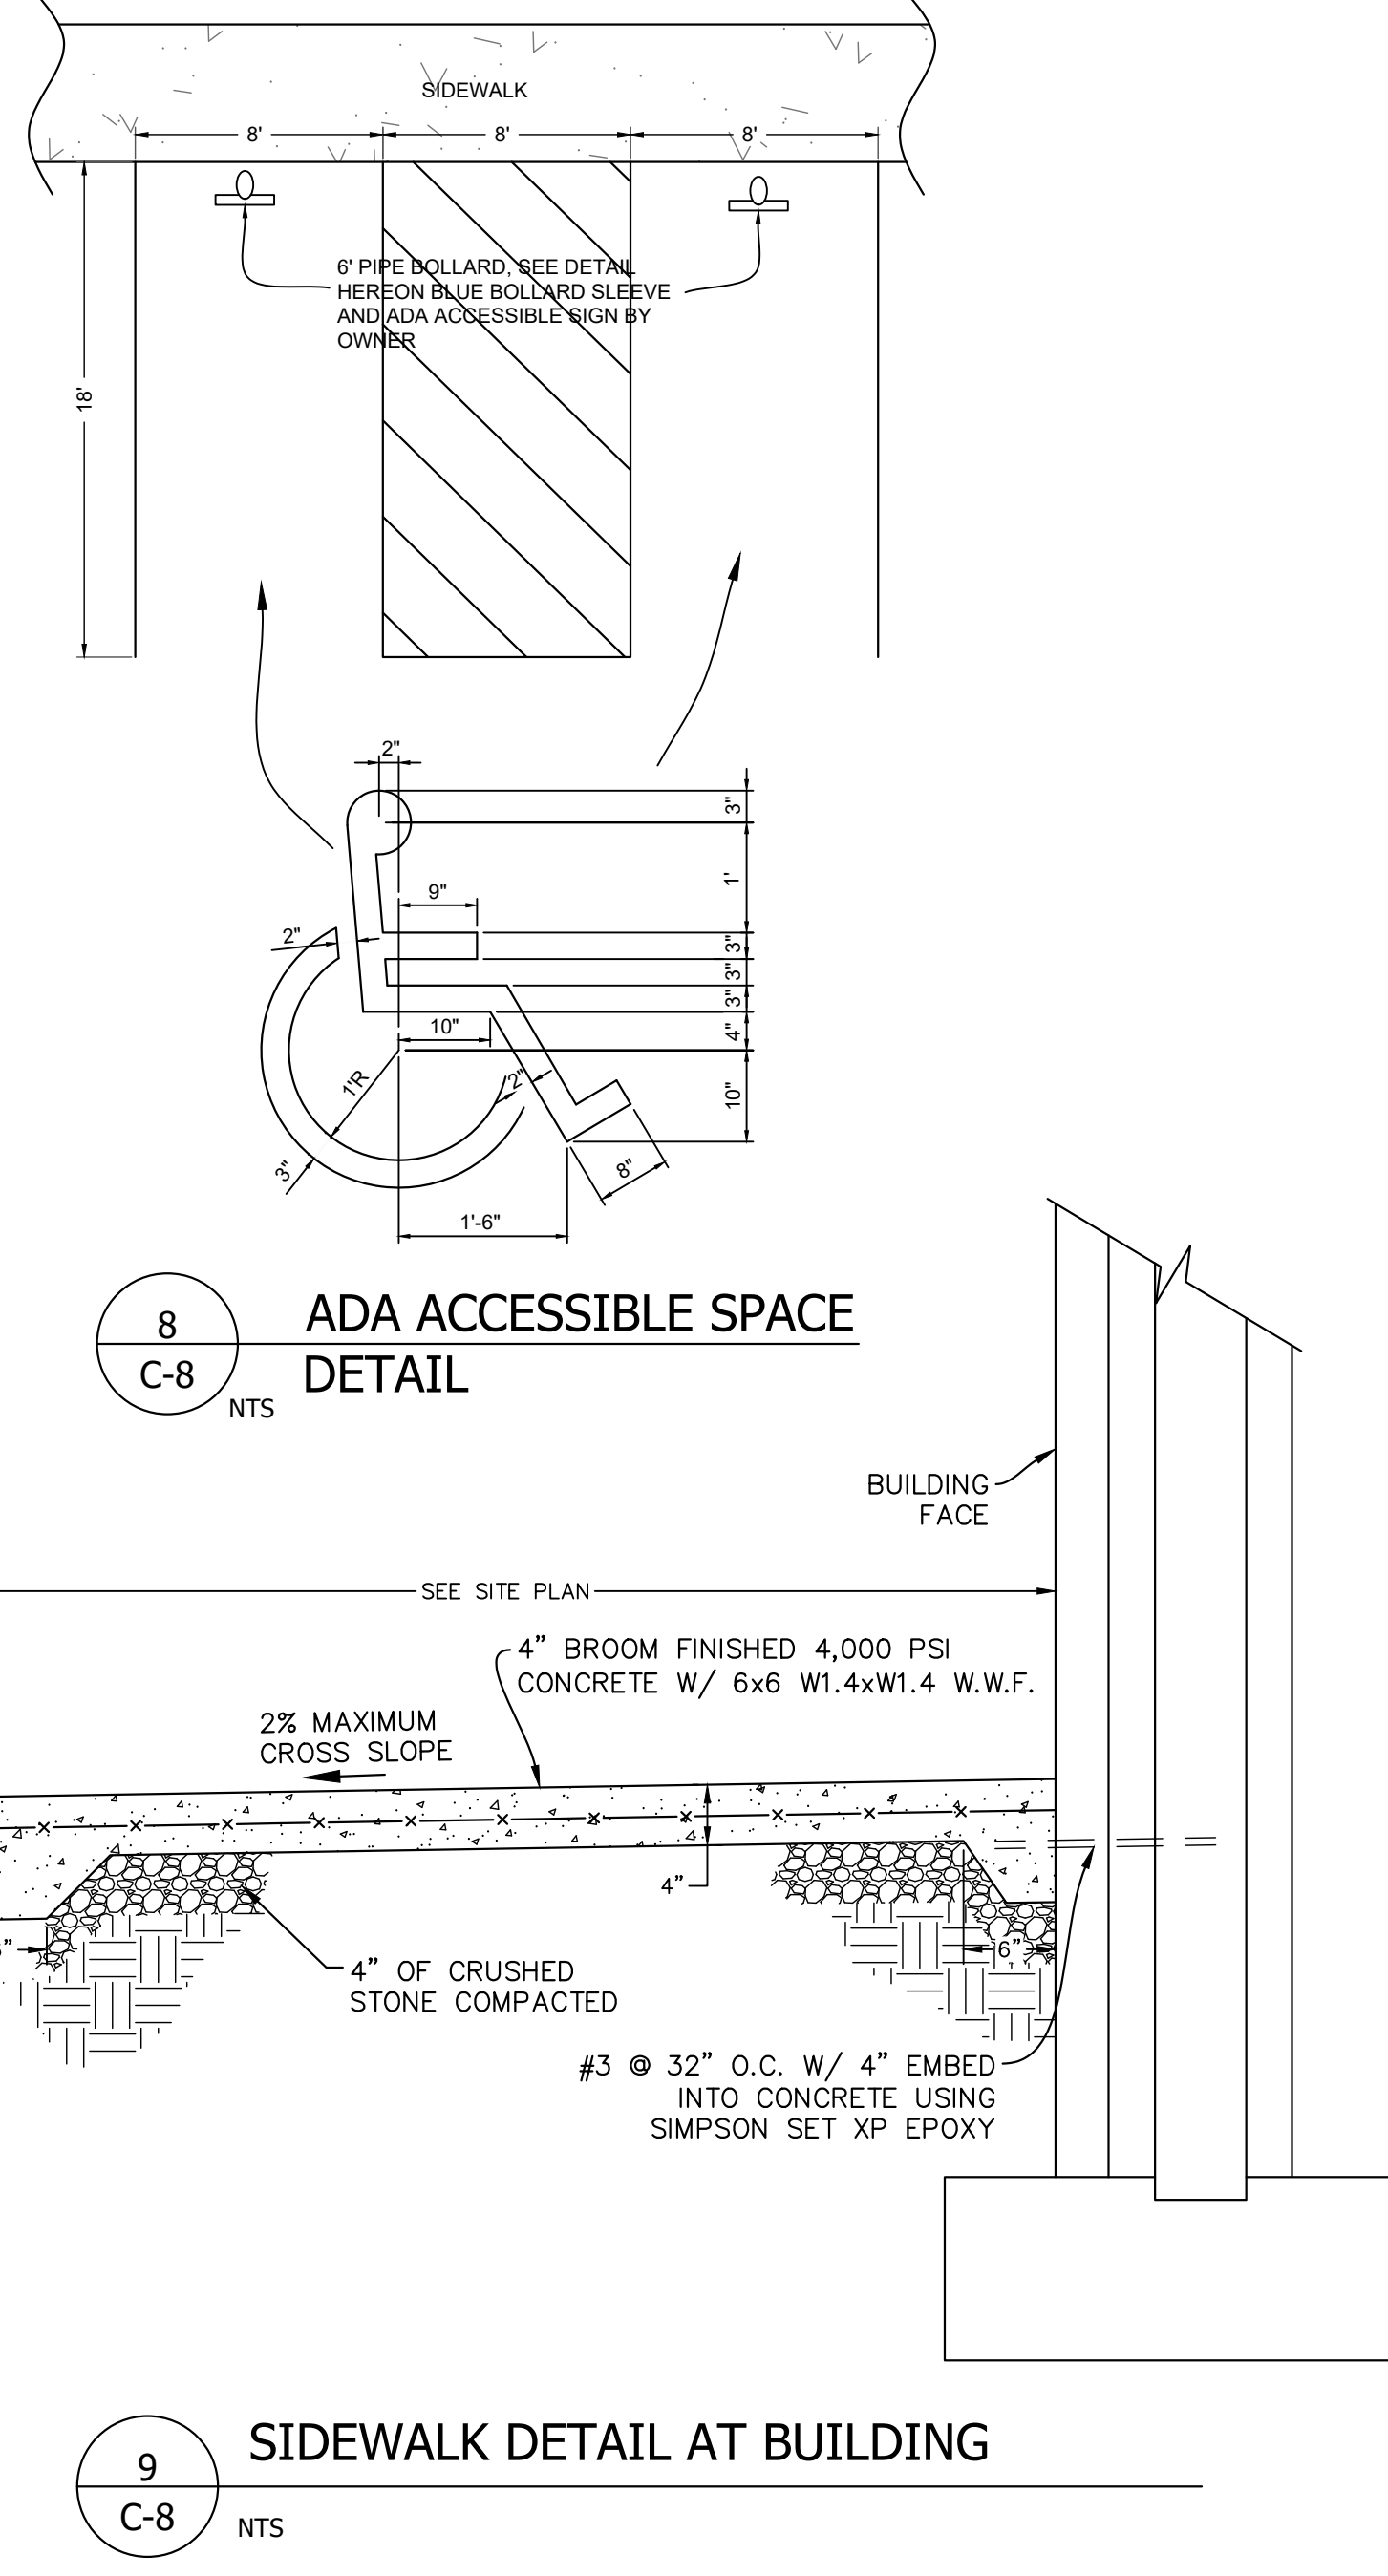 SIDEWALK
8' 8' 8'
6' PIPE BOLLARD, SEE DETAIL
HEREON BLUE BOLLARD SLEEVE
AND ADA ACCESSIBLE SIGN BY
OWNER
18'
2"
3"
1'
9"
2"
3"
3"
3"
10"
4"
1'R
2"
10"
3"
8"
1'-6"
8
C-8
ADA ACCESSIBLE SPACE
DETAIL
NTS
BUILDING
FACE
SEE SITE PLAN
4” BROOM FINISHED 4,000 PSI
CONCRETE W/ 6x6 W1.4xW1.4 W.W.F.
2% MAXIMUM
CROSS SLOPE
4”
6”
4” OF CRUSHED
STONE COMPACTED
#3 @ 32” O.C. W/ 4” EMBED
INTO CONCRETE USING
SIMPSON SET XP EPOXY
9
C-8
SIDEWALK DETAIL AT BUILDING
NTS